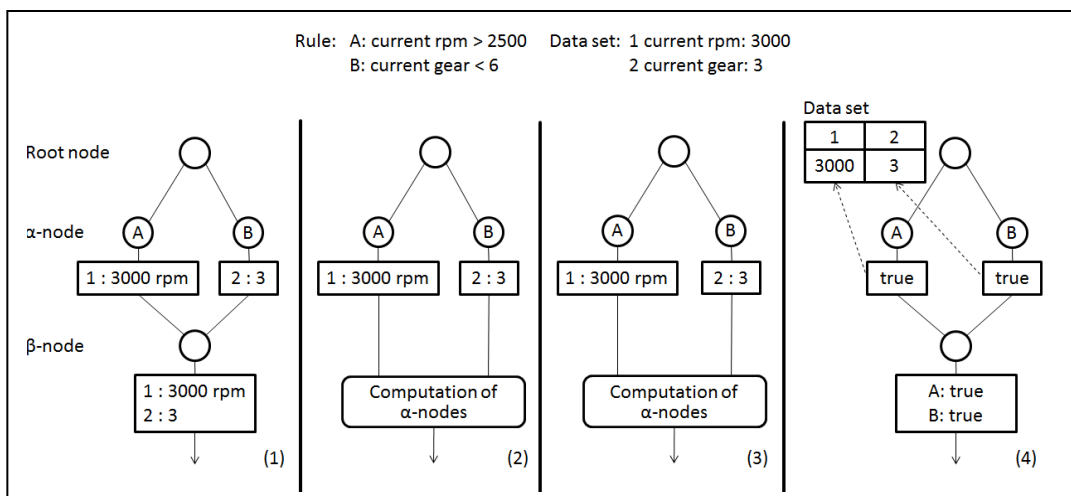 Rule: A: current rpm > 2500 Data set: 1 current rpm: 3000
B: current gear < 6 2 current gear: 3
Data set
1 2
3000 3
Root node
α-node
A B
1 : 3000 rpm 2 : 3
β-node
1 : 3000 rpm
2 : 3
(1)
A B
1 : 3000 rpm 2 : 3
Computation of
α-nodes
(2)
A B
1 : 3000 rpm 2 : 3
Computation of
α-nodes
(3)
A B
true true
A: true
B: true
(4)